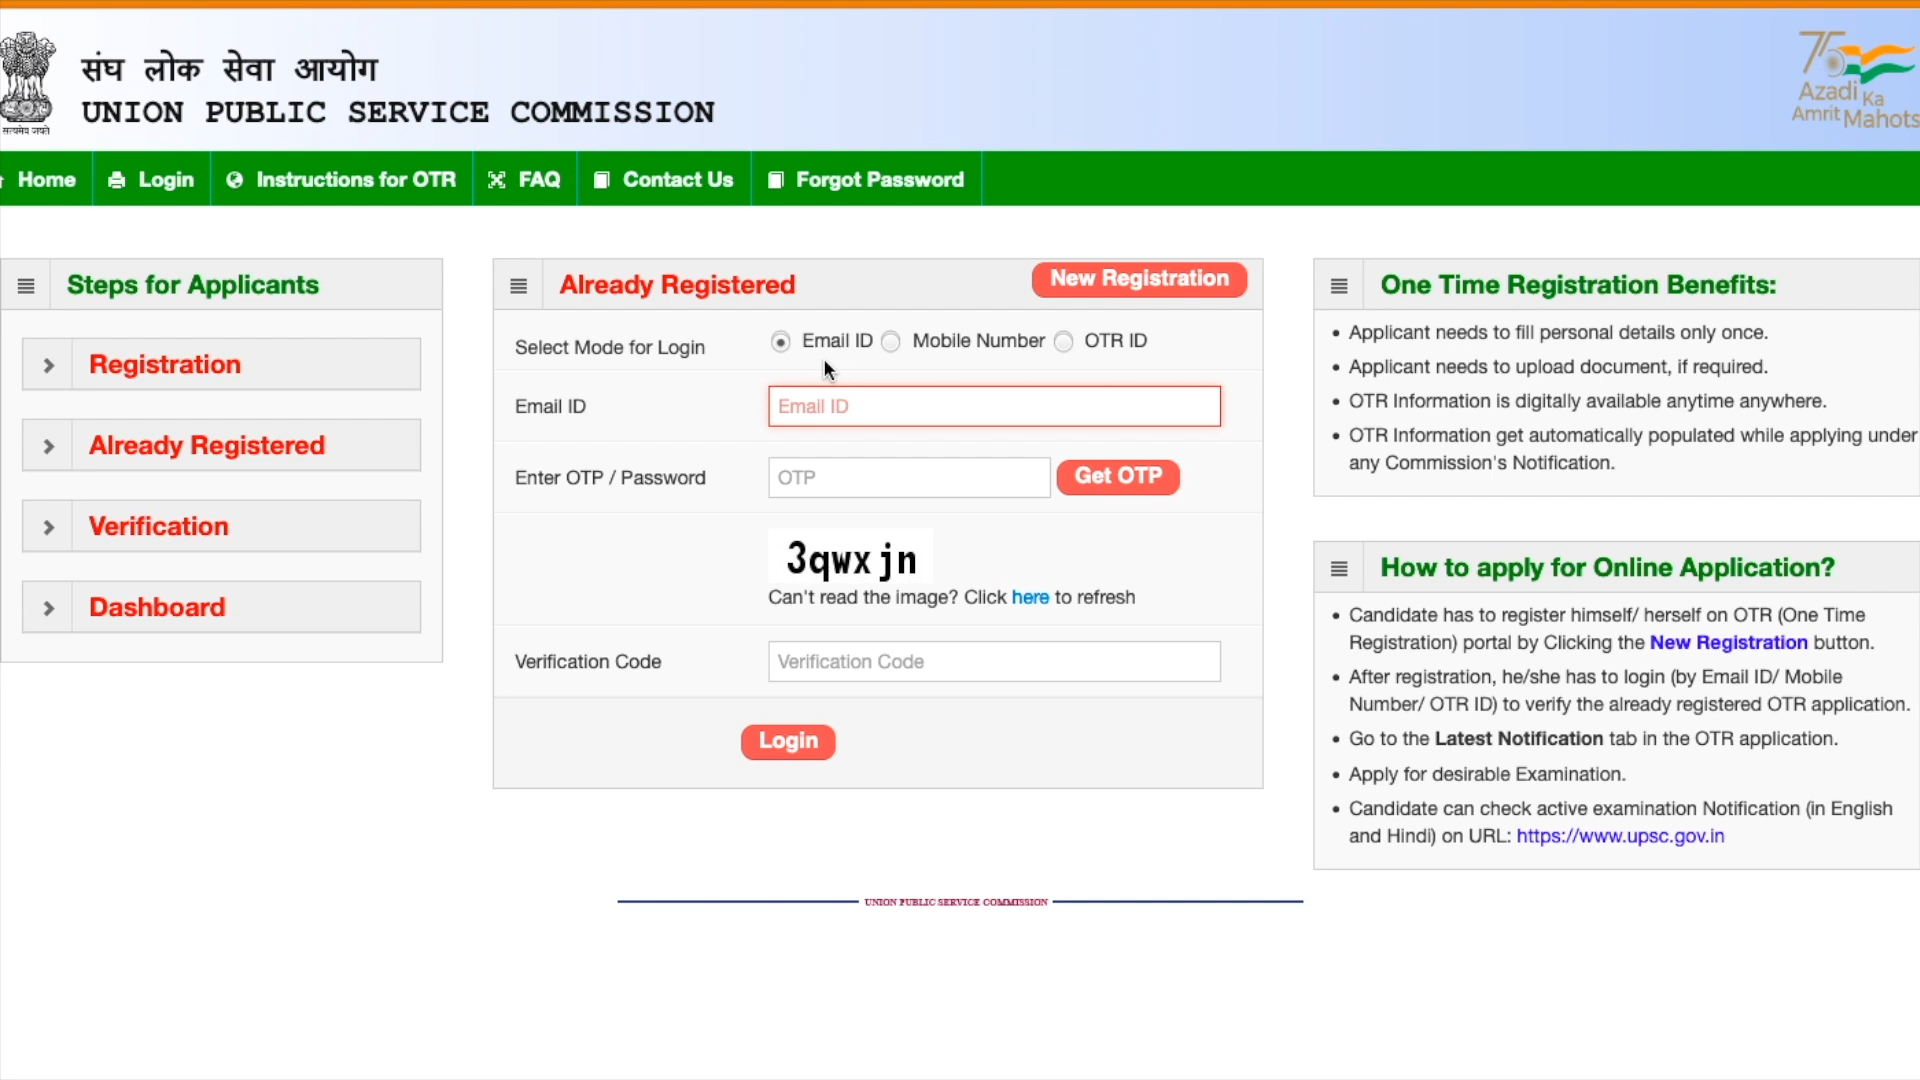 संघ लोक सेवा आयोग
UNION PUBLIC SERVICE COMMISSION
सत्यमेव जयते
75
Azadi Ka
Amrit Mahots
Home
Login
Instructions for OTR
FAQ
Contact Us
Forgot Password
Steps for Applicants
Registration
Already Registered
Verification
Dashboard
Already Registered
New Registration
Select Mode for Login
Email ID
Mobile Number
OTR ID
Email ID
Email ID
Enter OTP / Password
OTP
Get OTP
3qwxjn
Can't read the image? Click here to refresh
Verification Code
Verification Code
Login
One Time Registration Benefits:
• Applicant needs to fill personal details only once.
• Applicant needs to upload document, if required.
• OTR Information is digitally available anytime anywhere.
• OTR Information get automatically populated while applying under
any Commission's Notification.
How to apply for Online Application?
• Candidate has to register himself/ herself on OTR (One Time
Registration) portal by Clicking the New Registration button.
• After registration, he/she has to login (by Email ID/ Mobile
Number/ OTR ID) to verify the already registered OTR application.
• Go to the Latest Notification tab in the OTR application.
• Apply for desirable Examination.
• Candidate can check active examination Notification (in English
and Hindi) on URL: https://www.upsc.gov.in
UNION PUBLIC SERVICE COMMISSION